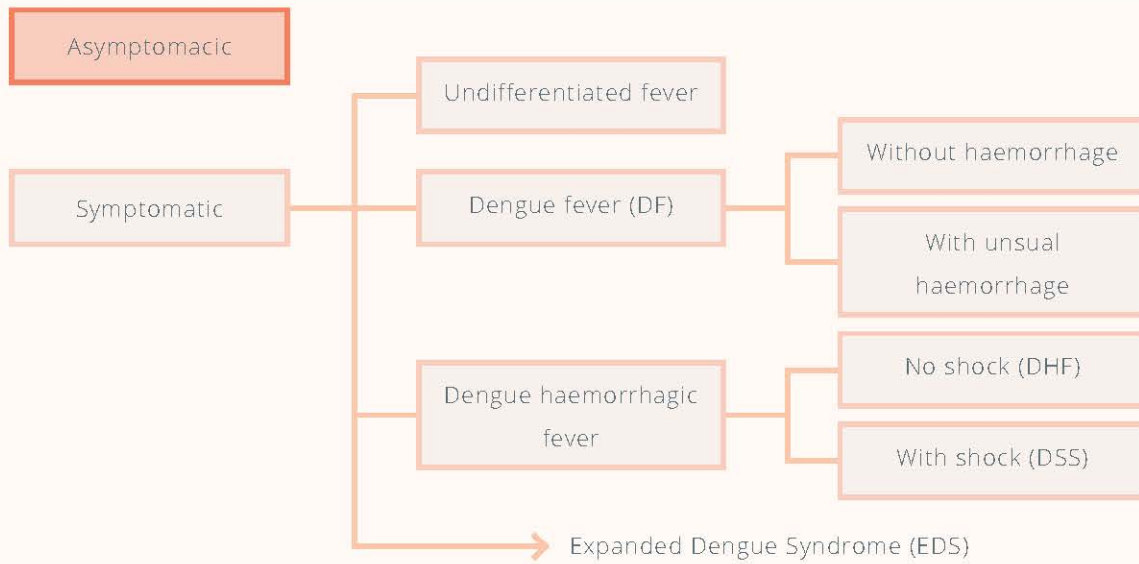 Asymptomacic
Symptomatic
Undifferentiated fever
Dengue fever (DF)
Without haemorrhage
With unsual
haemorrhage
Dengue haemorrhagic
fever
No shock (DHF)
With shock (DSS)
Expanded Dengue Syndrome (EDS)